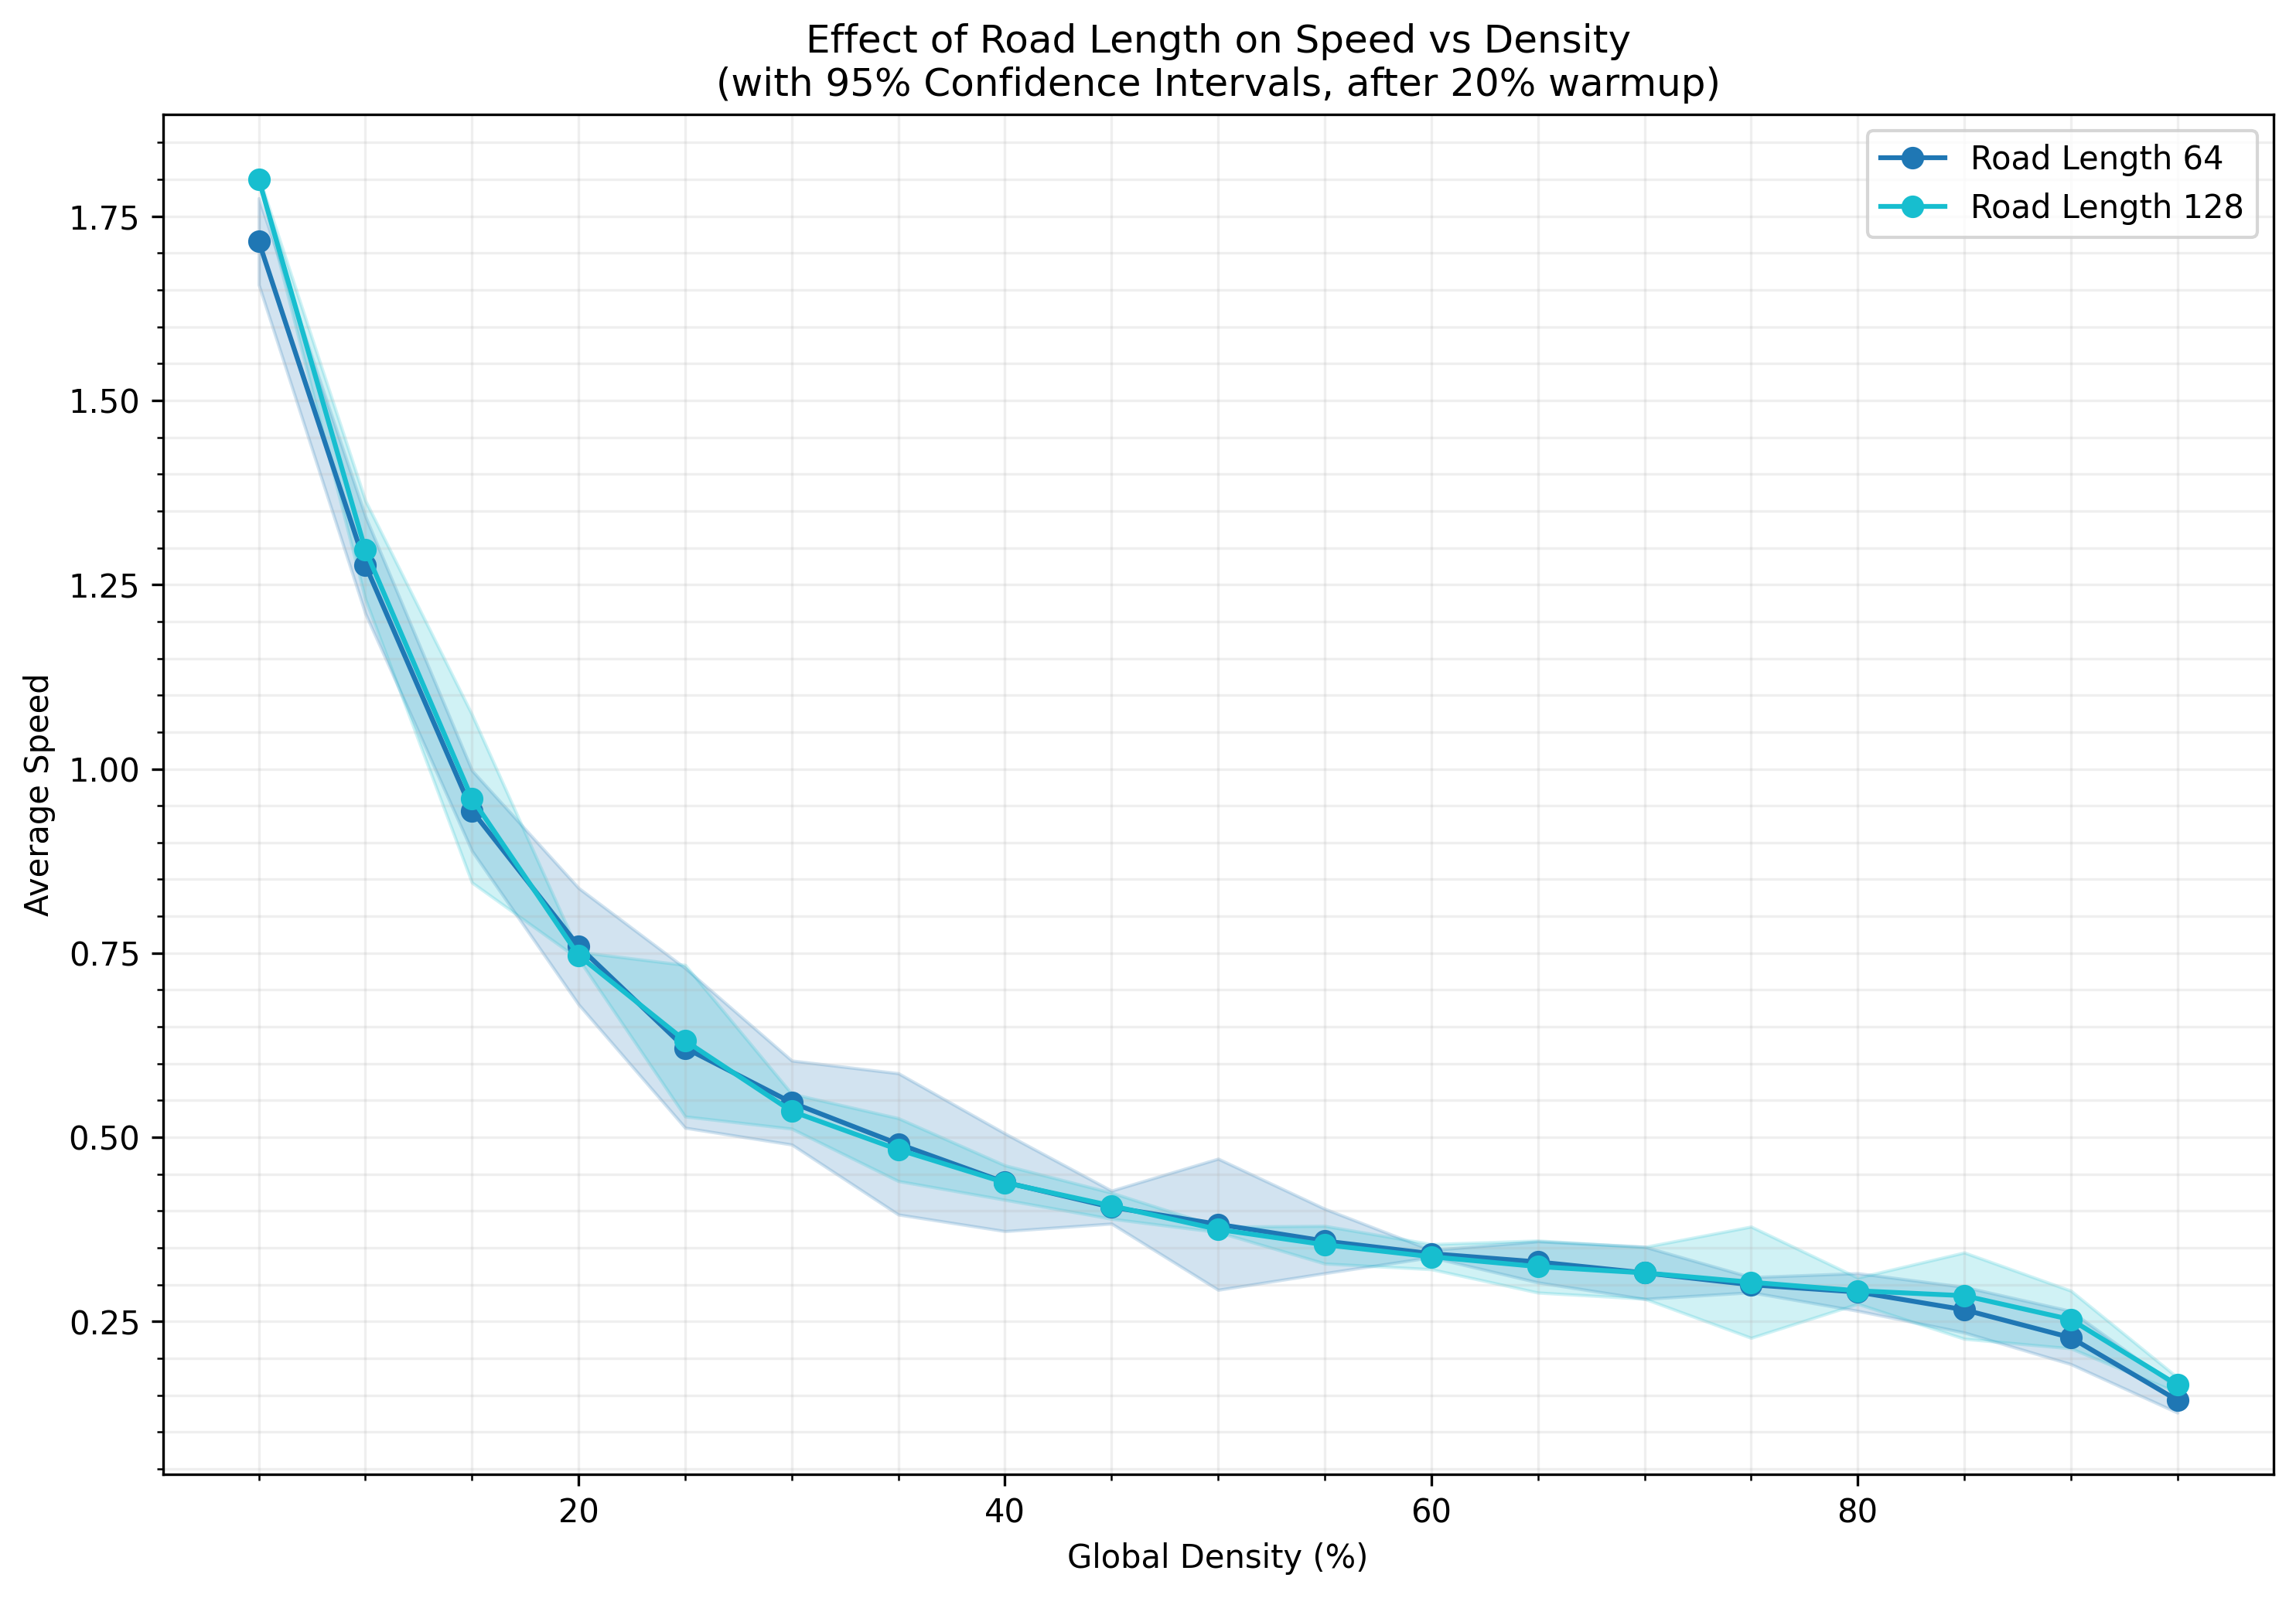 Effect of Road Length on Speed vs Density
(with 95% Confidence Intervals, after 20% warmup)
Road Length 64
Road Length 128
Average Speed
1.75
1.50
1.25
1.00
0.75
0.50
0.25
20 40 60 80
Global Density (%)